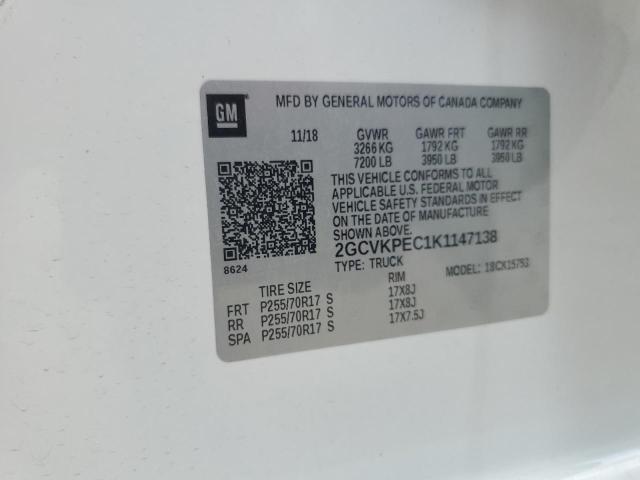 GM
MFD BY GENERAL MOTORS OF CANADA COMPANY
11/18 GVWR GAWR FRT GAWR RR
3266 KG 1792 KG 1792 KG
7200 LB 3950 LB 3950 LB
THIS VEHICLE CONFORMS TO ALL
APPLICABLE U.S. FEDERAL MOTOR
VEHICLE SAFETY STANDARDS IN EFFECT
ON THE DATE OF MANUFACTURE
SHOWN ABOVE.
2GCVKPEC1K1147138
8624
TYPE: TRUCK MODEL: 18CK15753
TIRE SIZE RIM
FRT P255/70R17 S 17X8J
RR P255/70R17 S 17X8J
SPA P255/70R17 S 17X7.5J